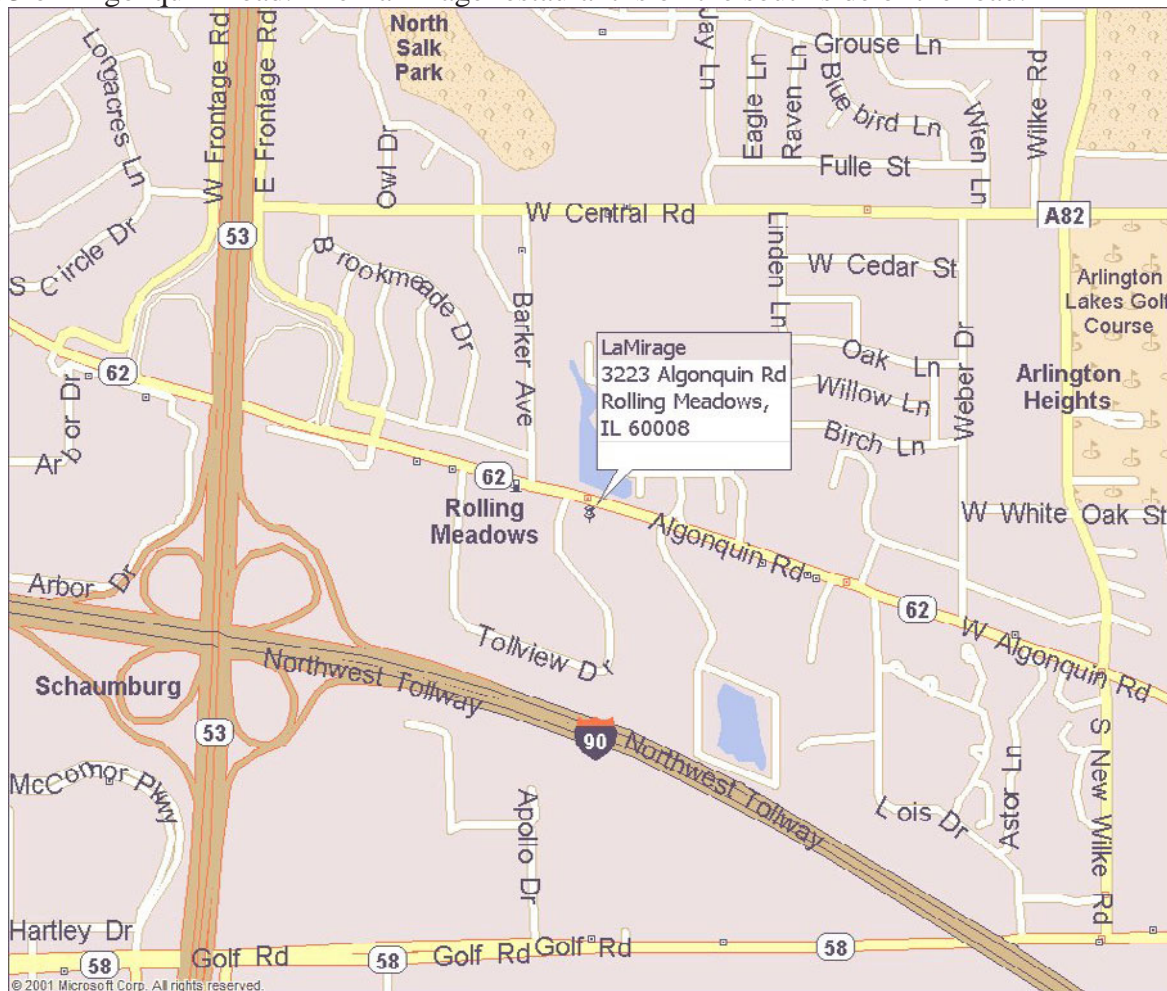 Longacres Ln
W Frontage Rd
E Frontage Rd
North
Salk
Park
Owl Dr
Jay Ln
Eagle Ln
Raven Ln
Grouse Ln
Blue bird Ln
Wren Ln
Wilke Rd
Fulle St
S Circle Dr
53
W Central Rd
A82
Brookmeade Dr
Barker Ave
Linden Ln
W Cedar St
Arlington
Lakes Golf
Course
62
Arbor Dr
LaMirage
3223 Algonquin Rd
Rolling Meadows,
IL 60008
Oak Ln
Willow Ln
Birch Ln
Weber Dr
Arlington
Heights
62
Rolling
Meadows
W White Oak St
Algonquin Rd
Arbor Dr
62
W Algonquin Rd
Tollview Dr
Northwest Tollway
Schaumburg
53
90
Northwest Tollway
McConnor Pkwy
Apollo Dr
Lois Dr
Astor Ln
S New Wilke Rd
Hartley Dr
58
Golf Rd
58
Golf Rd
Golf Rd
58
© 2001 Microsoft Corp. All rights reserved.